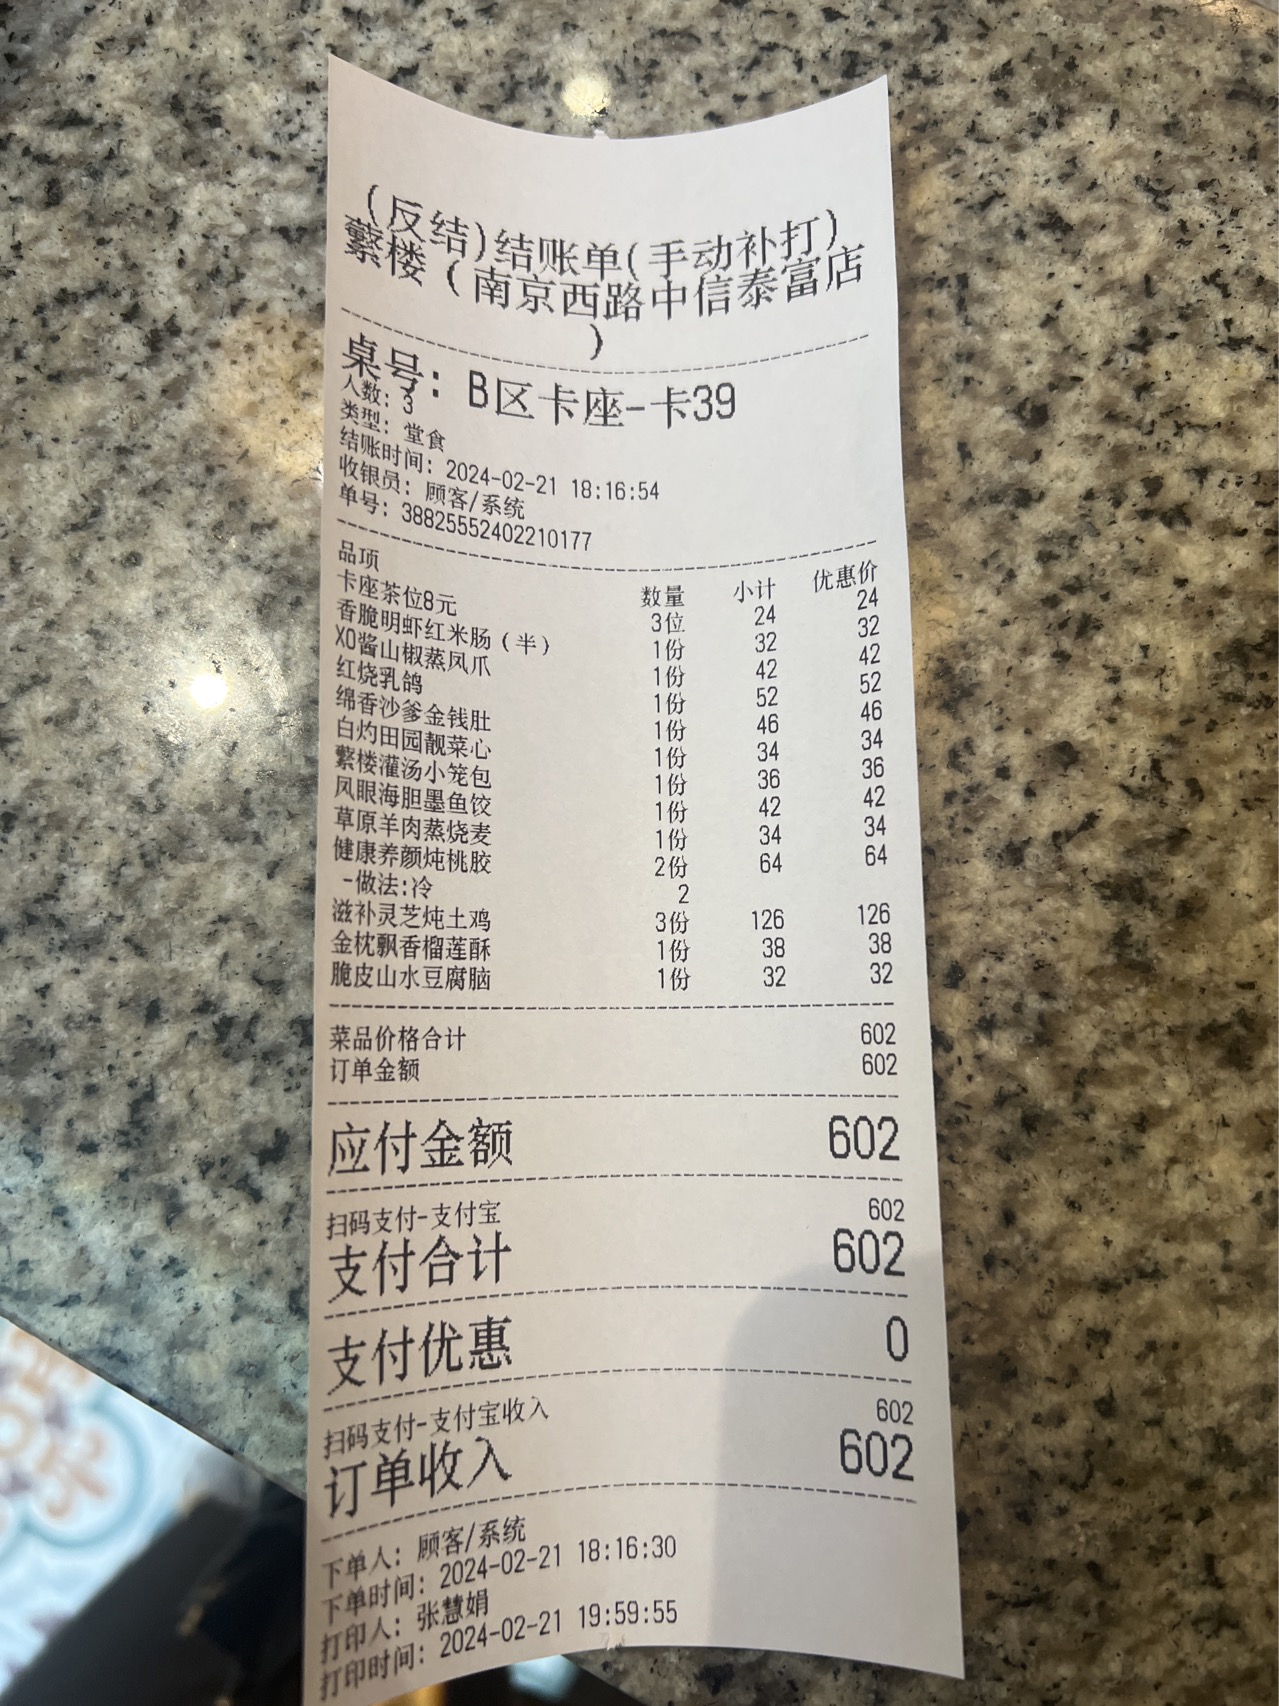 (反结)结账单(手动补打)
蘩楼（南京西路中信泰富店
）
桌号: B区卡座-卡39
人数: 3
类型: 堂食
结账时间: 2024-02-21 18:16:54
收银员: 顾客/系统
单号: 38825552402210177
品项 数量 小计 优惠价
卡座茶位8元 3位 24 24
香脆明虾红米肠（半） 1份 32 32
XO酱山椒蒸凤爪 1份 42 42
红烧乳鸽 1份 52 52
绵香沙爹金钱肚 1份 46 46
白灼田园靓菜心 1份 34 34
蘩楼灌汤小笼包 1份 36 36
凤眼海胆墨鱼饺 1份 42 42
草原羊肉蒸烧麦 1份 34 34
健康养颜炖桃胶 2份 64 64
-做法:冷 2
滋补灵芝炖土鸡 3份 126 126
金枕飘香榴莲酥 1份 38 38
脆皮山水豆腐脑 1份 32 32
菜品价格合计 602
订单金额 602
应付金额 602
扫码支付-支付宝 602
支付合计 602
支付优惠 0
扫码支付-支付宝收入 602
订单收入 602
下单人: 顾客/系统
下单时间: 2024-02-21 18:16:30
打印人: 张慧娟
打印时间: 2024-02-21 19:59:55